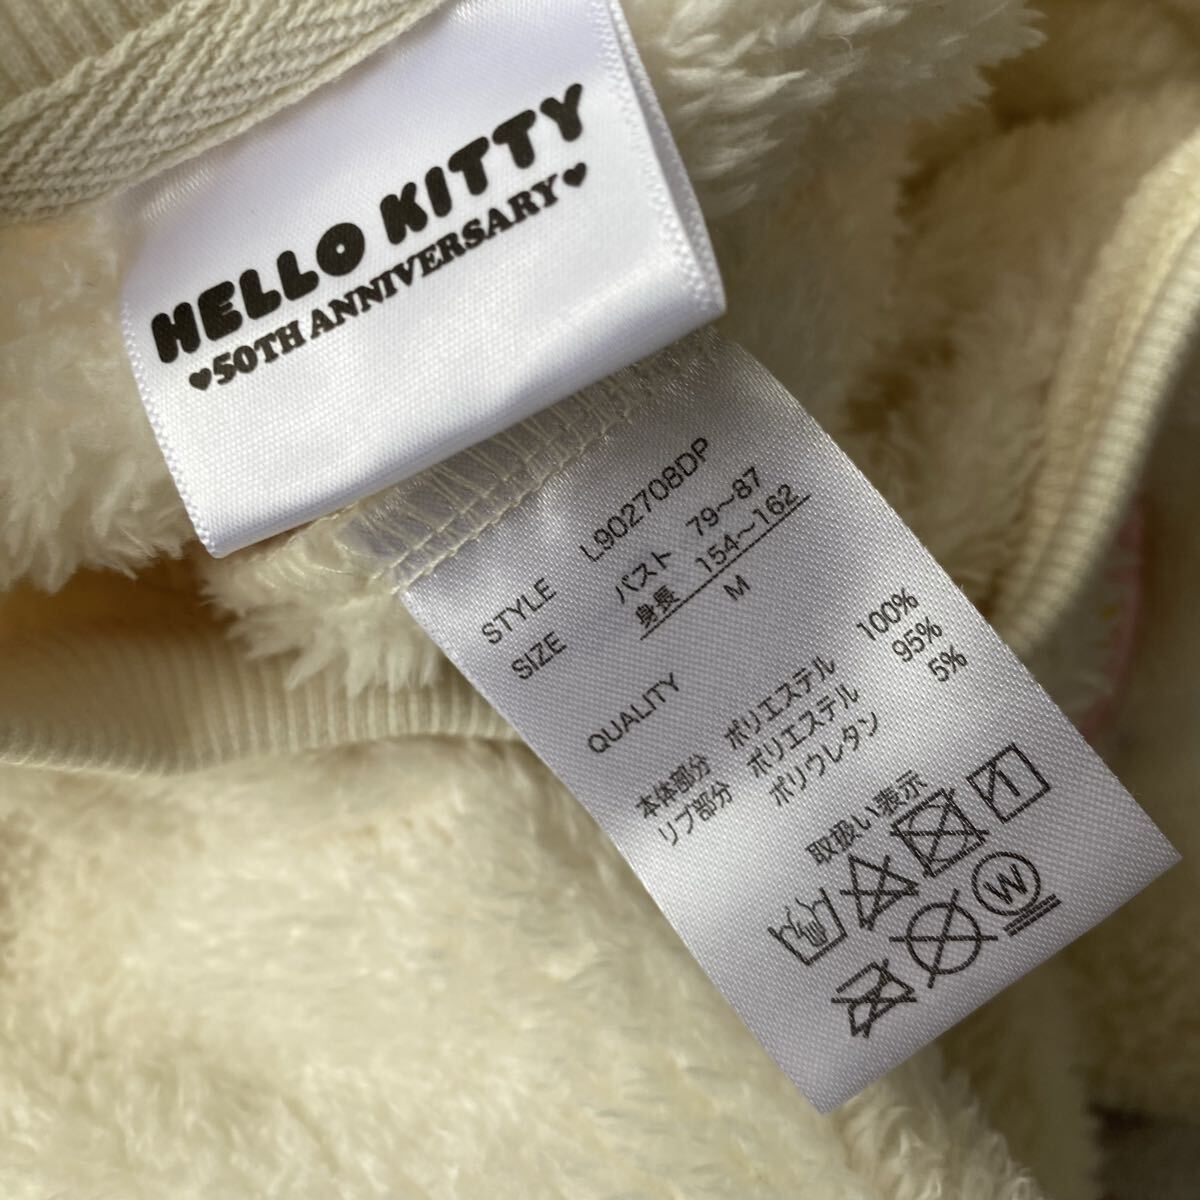 HELLO KITTY
♥50TH ANNIVERSARY♥
STYLE L902708DP
SIZE バスト 79～87
身長 154～162
M
QUALITY
本体部分 ポリエステル 100%
リブ部分 ポリエステル 95%
ポリウレタン 5%
取扱い表示
W